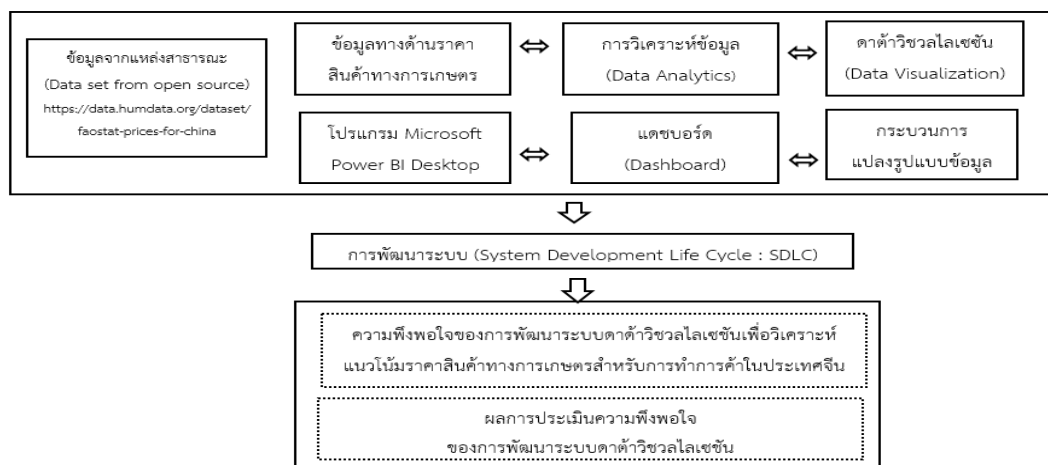 ข้อมูลจากแหล่งสาธารณะ
(Data set from open source)
https://data.humdata.org/dataset/
faostat-prices-for-china
ข้อมูลทางด้านราคา
สินค้าทางการเกษตร
การวิเคราะห์ข้อมูล
(Data Analytics)
ดาต้าวิชวลไลเซชัน
(Data Visualization)
โปรแกรม Microsoft
Power BI Desktop
แดชบอร์ด
(Dashboard)
กระบวนการ
แปลงรูปแบบข้อมูล
การพัฒนาระบบ (System Development Life Cycle : SDLC)
ความพึงพอใจของการพัฒนาระบบดาต้าวิชวลไลเซชันเพื่อวิเคราะห์
แนวโน้มราคาสินค้าทางการเกษตรสำหรับการทำการค้าในประเทศจีน
ผลการประเมินความพึงพอใจ
ของการพัฒนาระบบดาต้าวิชวลไลเซชัน